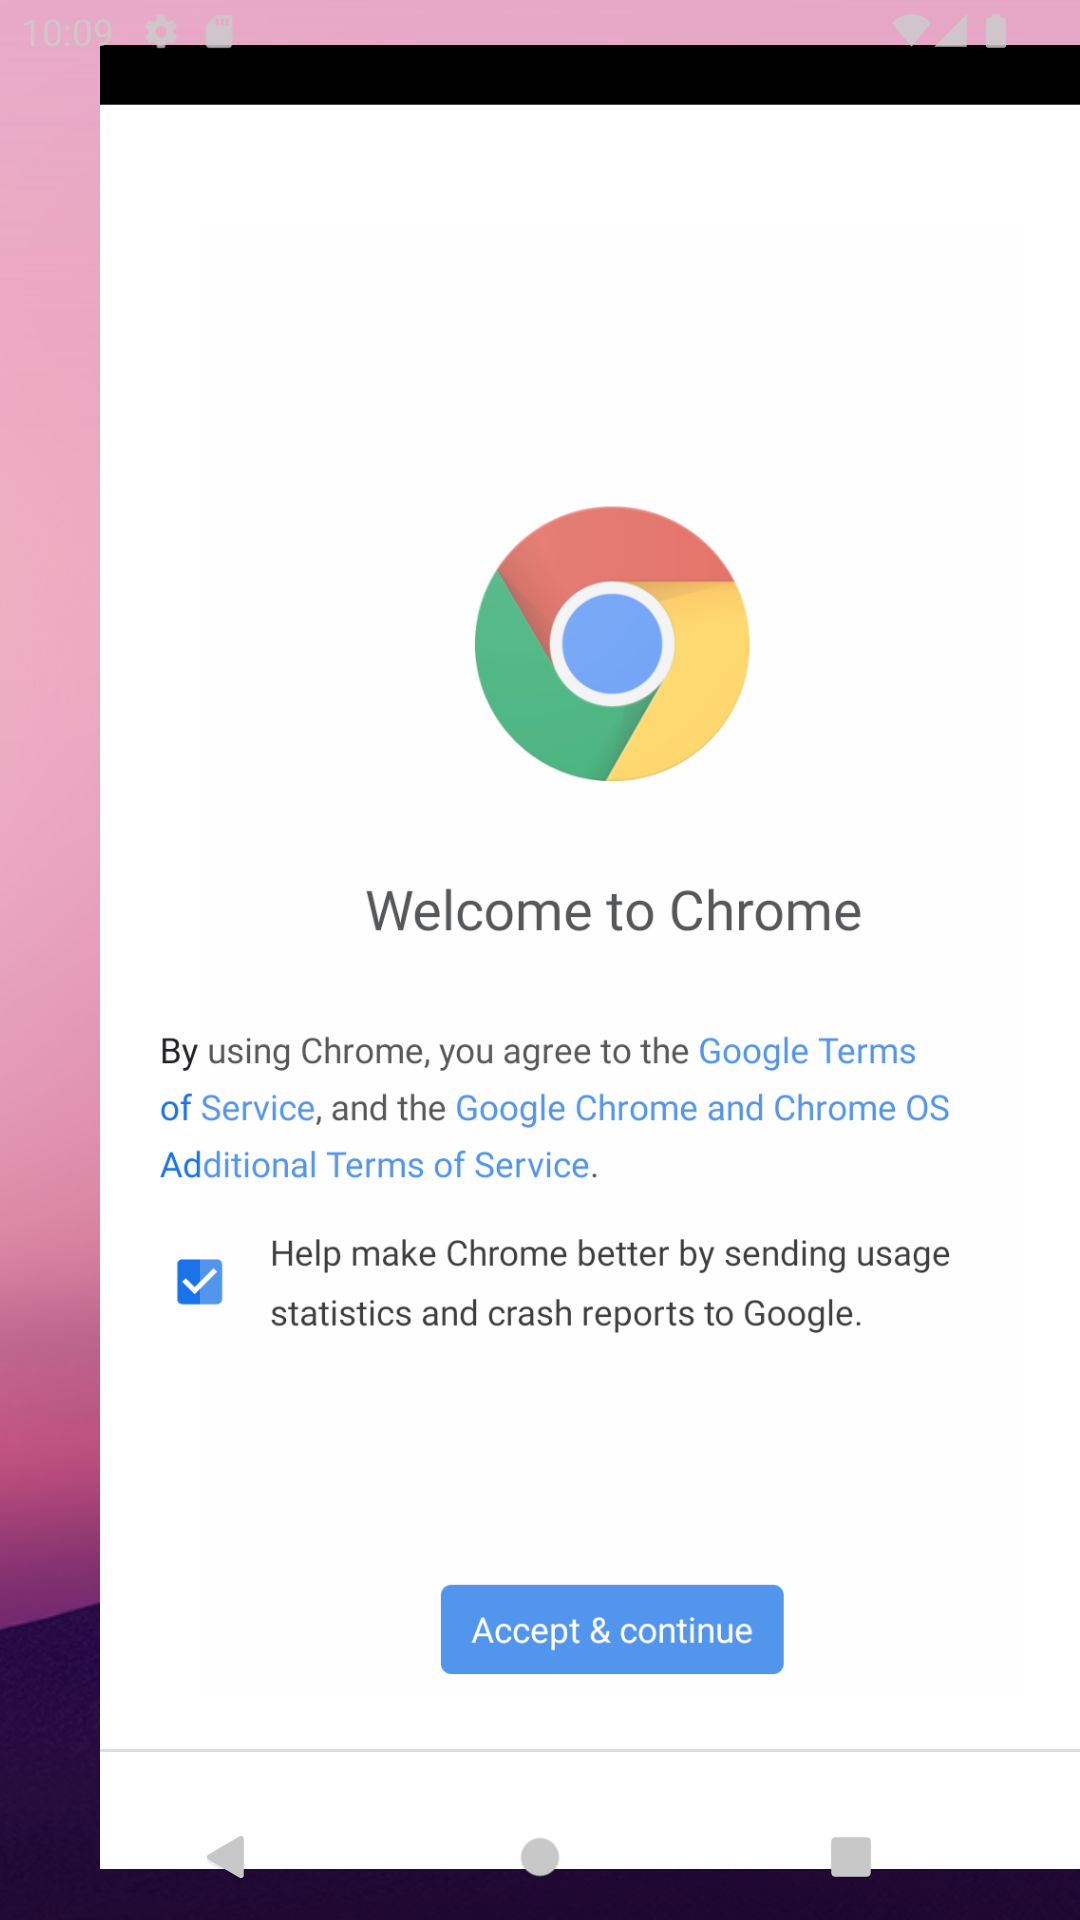 10:09
Welcome to Chrome
By using Chrome, you agree to the Google Terms
of Service, and the Google Chrome and Chrome OS
Additional Terms of Service.
Help make Chrome better by sending usage
statistics and crash reports to Google.
Accept & continue